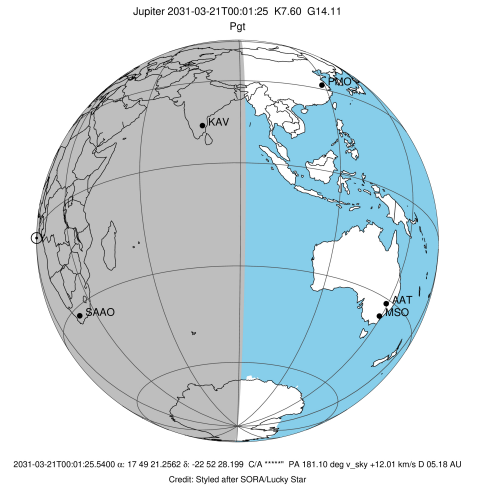 Jupiter 2031-03-21T00:01:25 K7.60 G14.11
Pgt
PMO
KAV
AAT
MSO
SAAO
2031-03-21T00:01:25.5400 α: 17 49 21.2562 δ: -22 52 28.199 C/A *****" PA 181.10 deg v_sky +12.01 km/s D 05.18 AU
Credit: Styled after SORA/Lucky Star